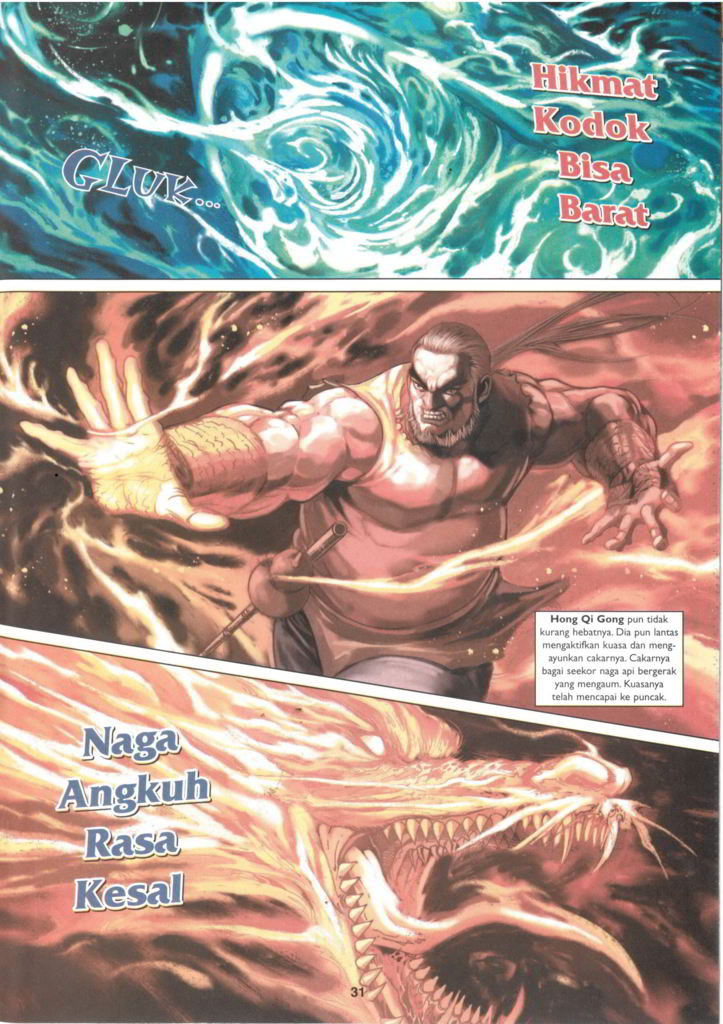 Hikmat
Kodok
Bisa
Barat
GLUK...
Hong Qi Gong pun tidak
kurang hebatnya. Dia pun lantas
mengaktifkan kuasa dan meng-
ayunkan cakarnya. Cakarnya
bagai seekor naga api bergerak
yang mengaum. Kuasanya
telah mencapai ke puncak.
Naga
Angkuh
Rasa
Kesal
31